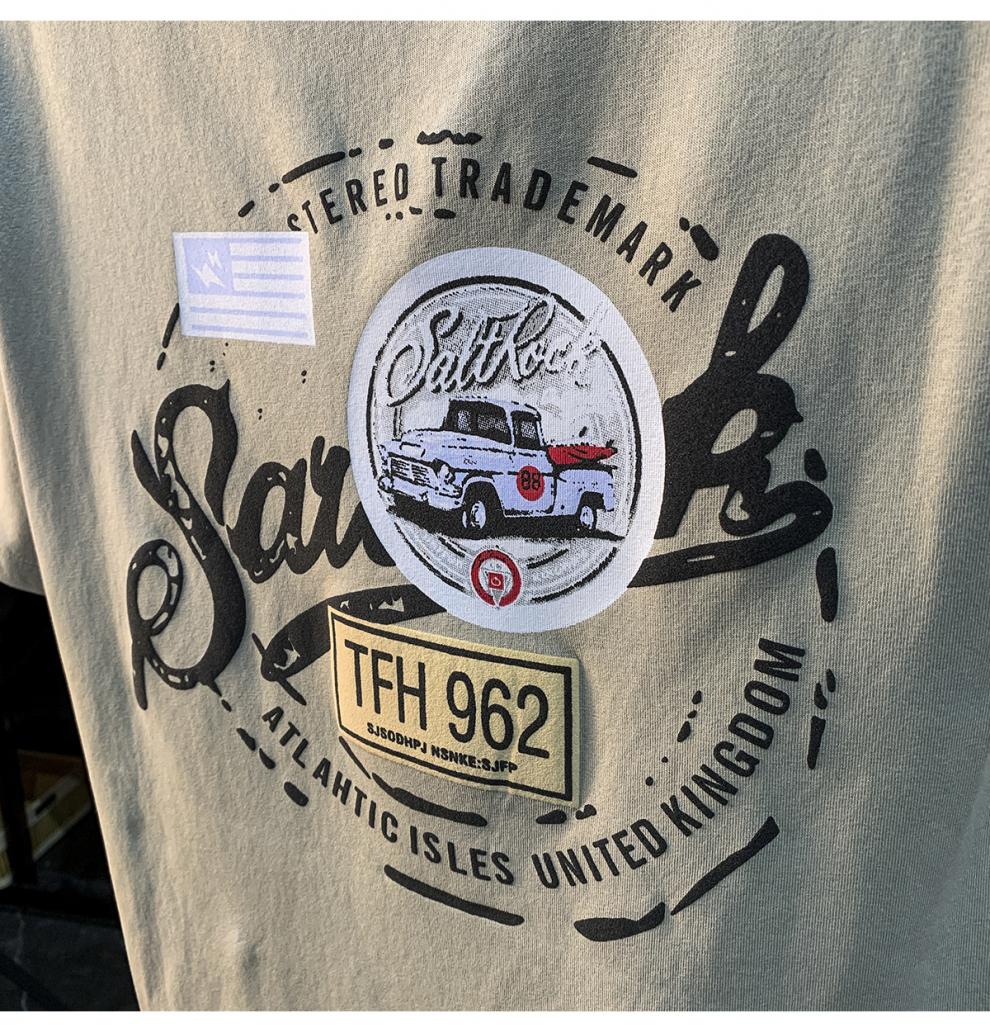 STERED TRADEMARK
SaltRock
88
TFH 962
SJSODHPJ NSNKE:SJFP
ATLAHTIC ISLES UNITED KINGDOM